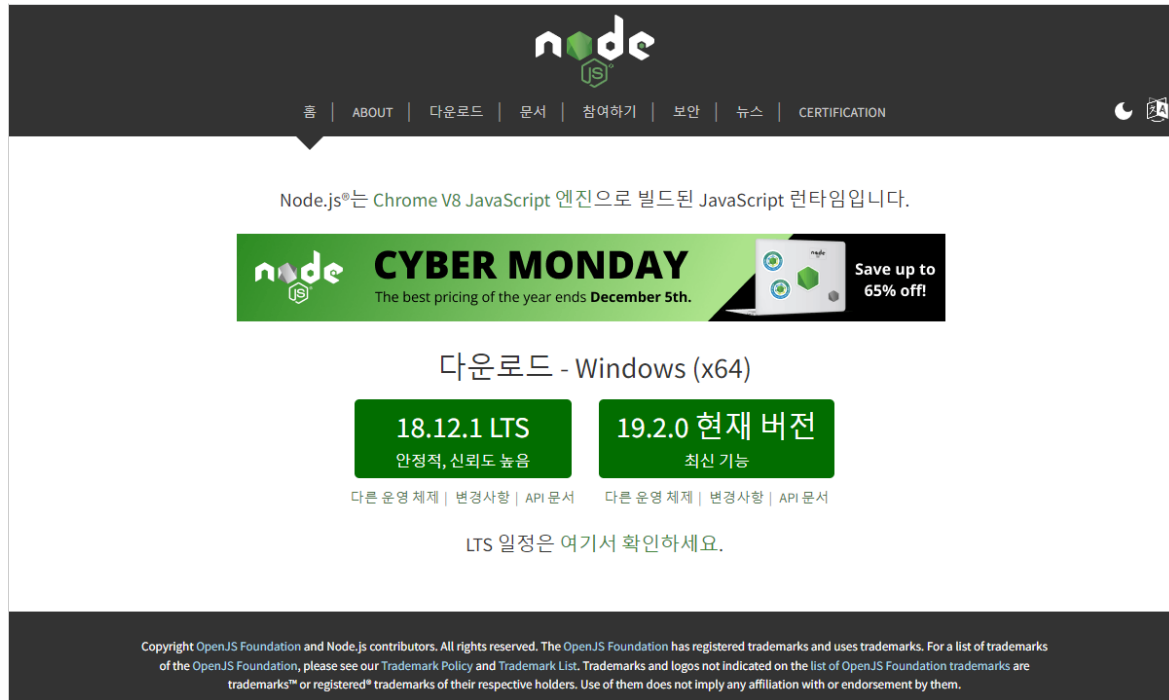 node
JS
홈 | ABOUT | 다운로드 | 문서 | 참여하기 | 보안 | 뉴스 | CERTIFICATION
Node.js®는 Chrome V8 JavaScript 엔진으로 빌드된 JavaScript 런타임입니다.
node
JS
CYBER MONDAY
The best pricing of the year ends December 5th.
node
Save up to
65% off!
다운로드 - Windows (x64)
18.12.1 LTS
안정적, 신뢰도 높음
19.2.0 현재 버전
최신 기능
다른 운영 체제 | 변경사항 | API 문서
다른 운영 체제 | 변경사항 | API 문서
LTS 일정은 여기서 확인하세요.
Copyright OpenJS Foundation and Node.js contributors. All rights reserved. The OpenJS Foundation has registered trademarks and uses trademarks. For a list of trademarks
of the OpenJS Foundation, please see our Trademark Policy and Trademark List. Trademarks and logos not indicated on the list of OpenJS Foundation trademarks are
trademarks™ or registered® trademarks of their respective holders. Use of them does not imply any affiliation with or endorsement by them.